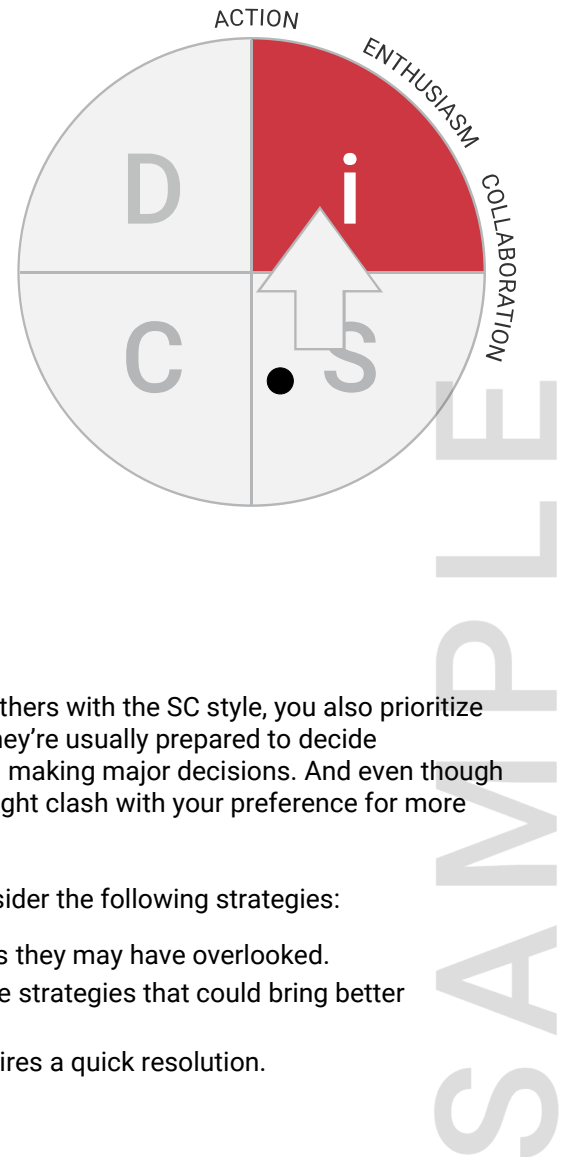 ACTION
ENTHUSIASM
COLLABORATION
D
i
C
S
thers with the SC style, you also prioritize
hey’re usually prepared to decide
making major decisions. And even though
ght clash with your preference for more
sider the following strategies:
s they may have overlooked.
e strategies that could bring better
ires a quick resolution.
SAMPLE